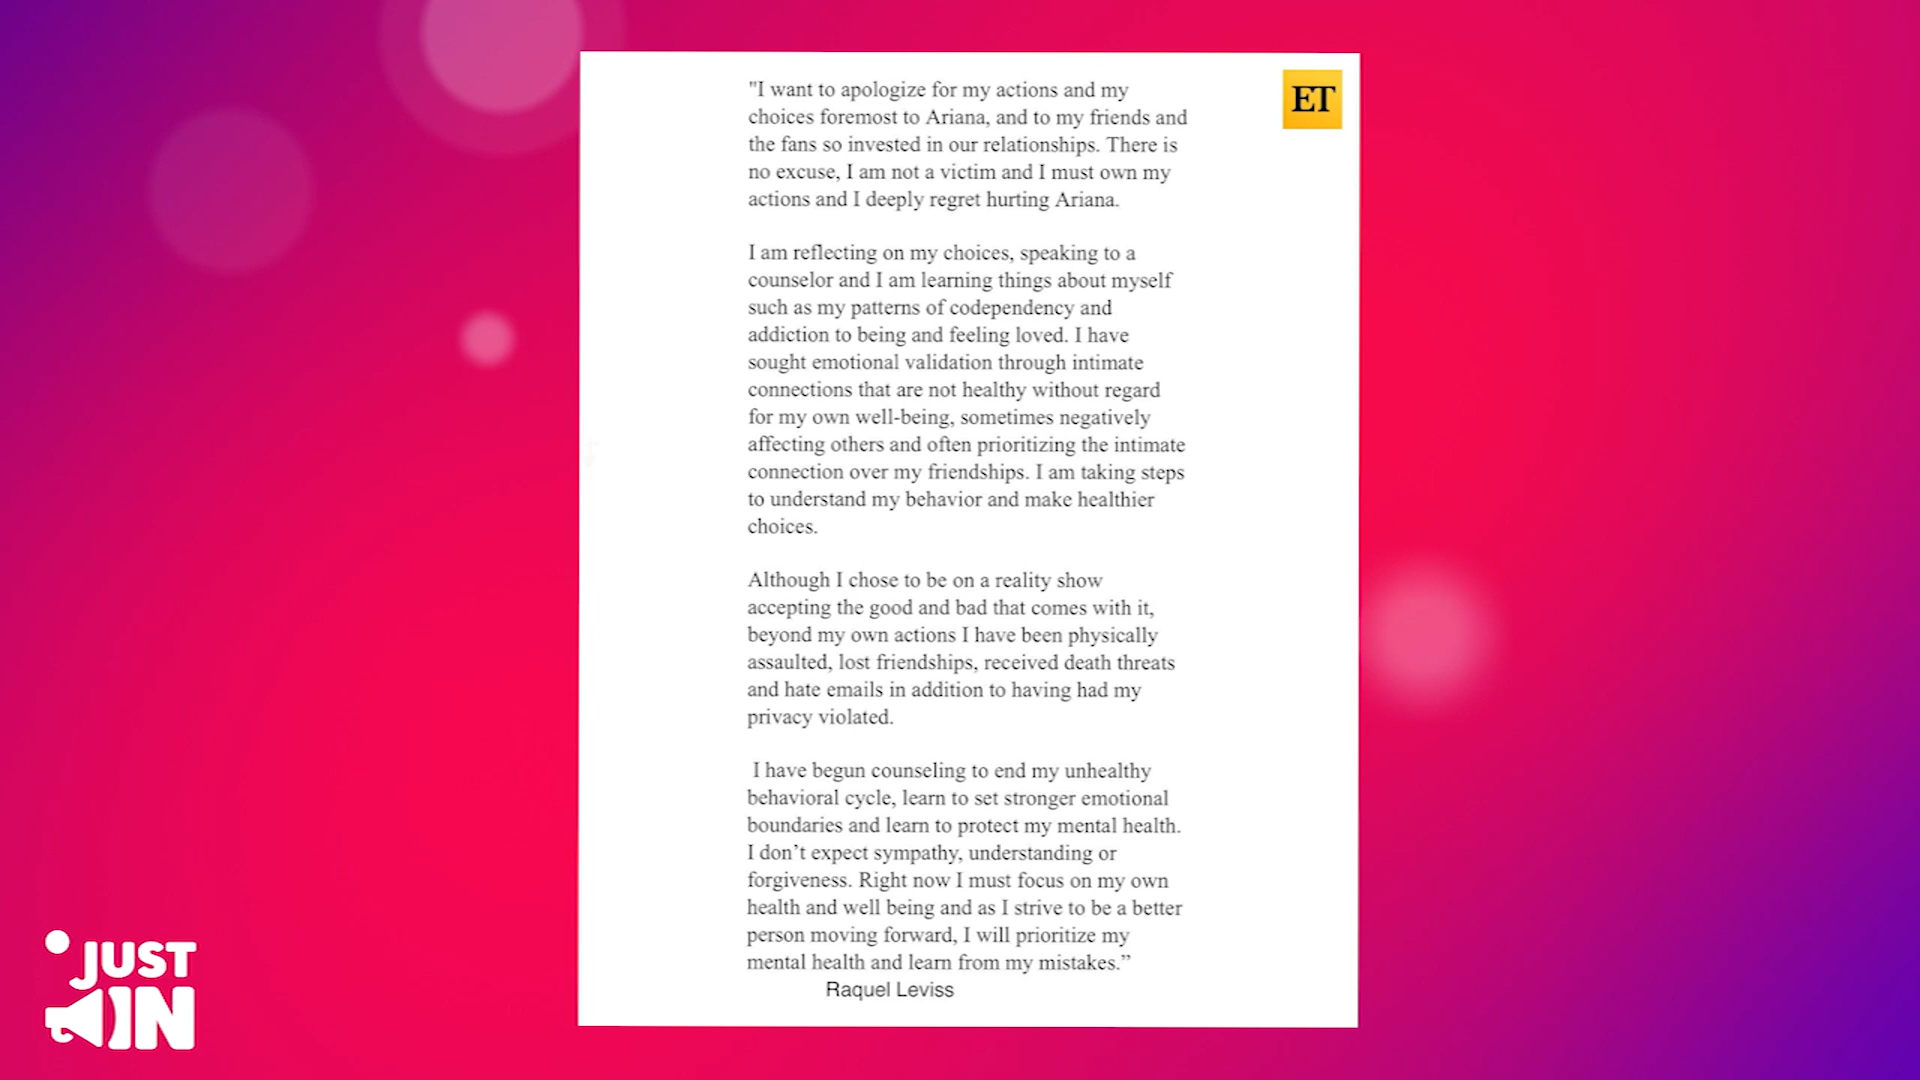 "I want to apologize for my actions and my
choices foremost to Ariana, and to my friends and
the fans so invested in our relationships. There is
no excuse, I am not a victim and I must own my
actions and I deeply regret hurting Ariana.
I am reflecting on my choices, speaking to a
counselor and I am learning things about myself
such as my patterns of codependency and
addiction to being and feeling loved. I have
sought emotional validation through intimate
connections that are not healthy without regard
for my own well-being, sometimes negatively
affecting others and often prioritizing the intimate
connection over my friendships. I am taking steps
to understand my behavior and make healthier
choices.
Although I chose to be on a reality show
accepting the good and bad that comes with it,
beyond my own actions I have been physically
assaulted, lost friendships, received death threats
and hate emails in addition to having had my
privacy violated.
I have begun counseling to end my unhealthy
behavioral cycle, learn to set stronger emotional
boundaries and learn to protect my mental health.
I don’t expect sympathy, understanding or
forgiveness. Right now I must focus on my own
health and well being and as I strive to be a better
person moving forward, I will prioritize my
mental health and learn from my mistakes.”
Raquel Leviss
ET
JUST
IN